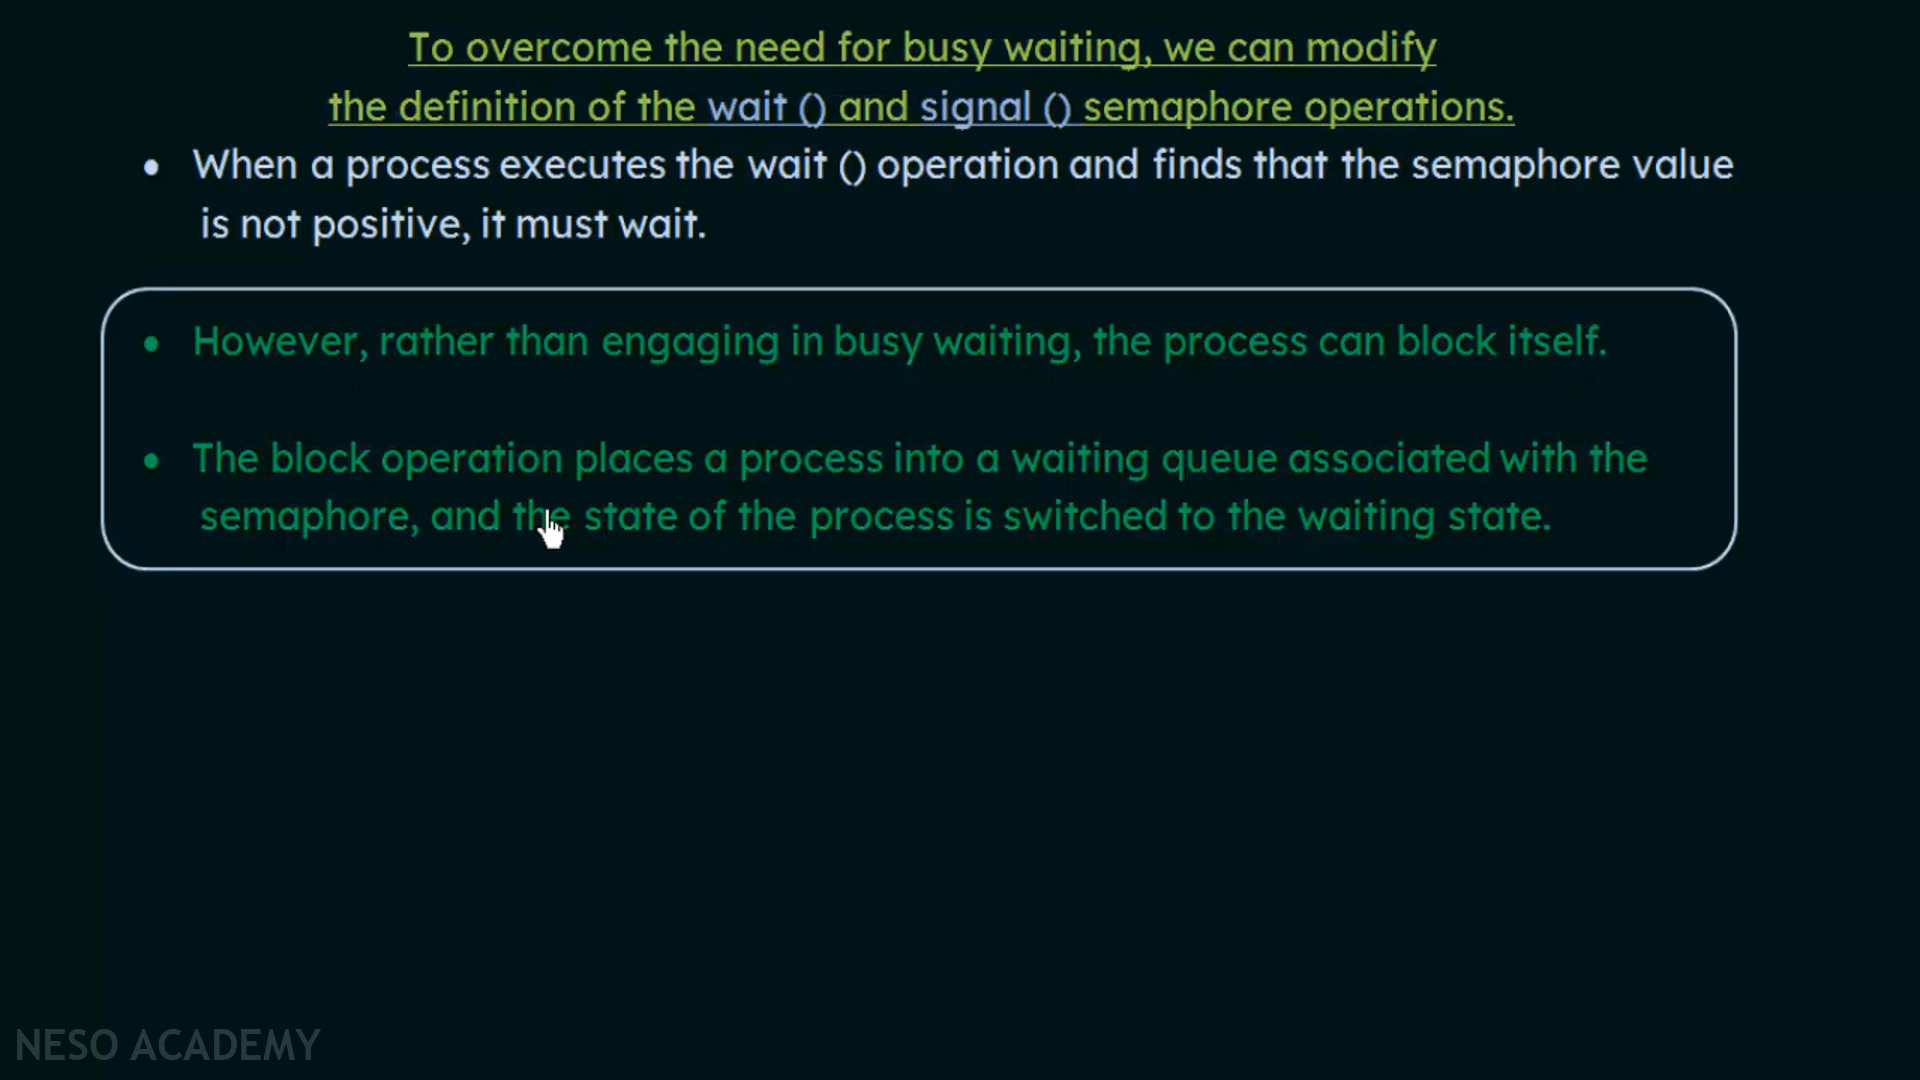 To overcome the need for busy waiting, we can modify
the definition of the wait () and signal () semaphore operations.
• When a process executes the wait () operation and finds that the semaphore value
is not positive, it must wait.
• However, rather than engaging in busy waiting, the process can block itself.
• The block operation places a process into a waiting queue associated with the
semaphore, and the state of the process is switched to the waiting state.
NESO ACADEMY